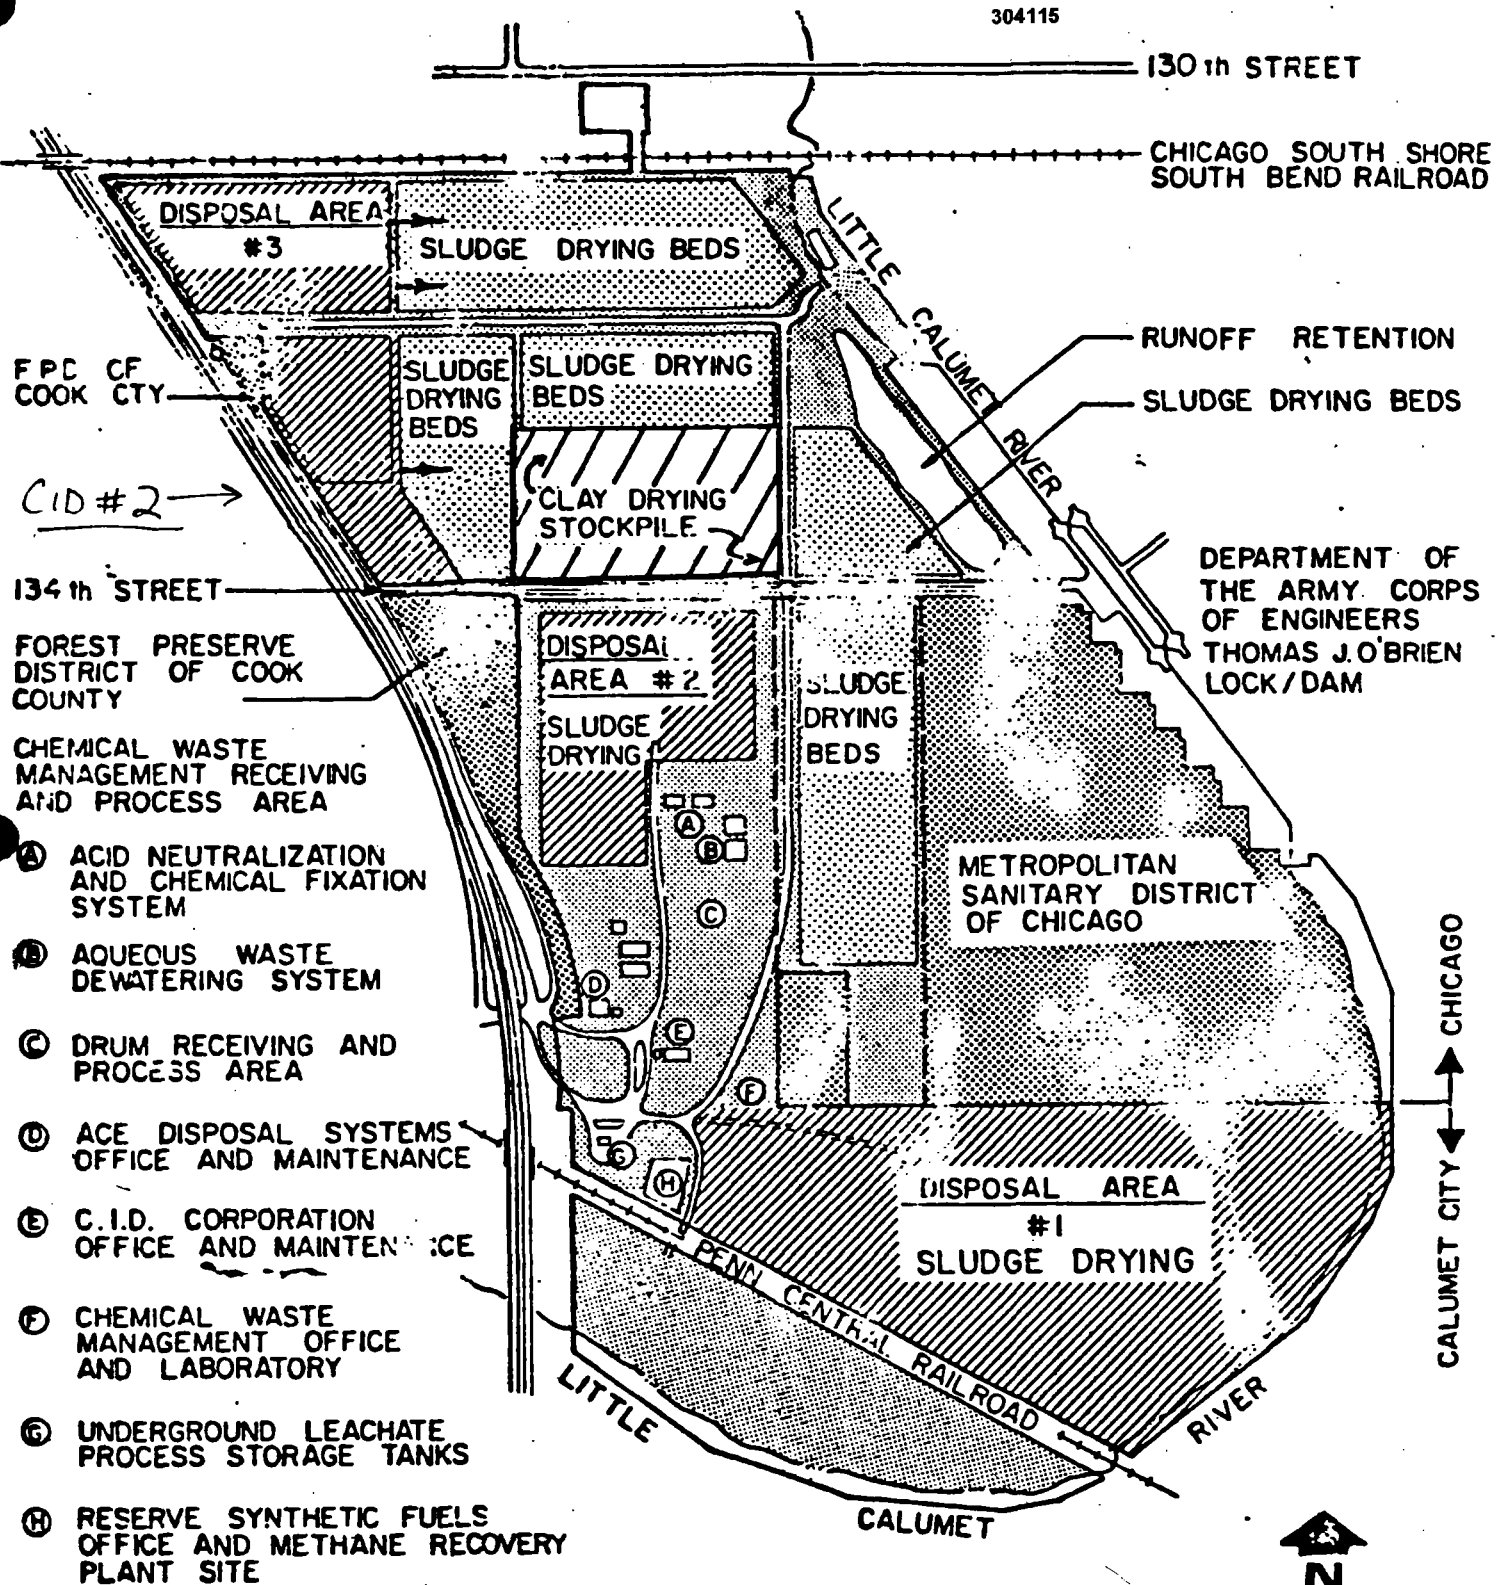 304115
130th STREET
CHICAGO SOUTH SHORE
SOUTH BEND RAILROAD
DISPOSAL AREA
#3
SLUDGE DRYING BEDS
LITTLE CALUMET RIVER
RUNOFF RETENTION
SLUDGE DRYING BEDS
F P C CF
COOK CTY
SLUDGE
DRYING
BEDS
SLUDGE DRYING
BEDS
CLAY DRYING
STOCKPILE
CID #2
134th STREET
DEPARTMENT OF
THE ARMY CORPS
OF ENGINEERS
THOMAS J. O'BRIEN
LOCK/DAM
FOREST PRESERVE
DISTRICT OF COOK
COUNTY
DISPOSAL
AREA #2
SLUDGE
DRYING
SLUDGE
DRYING
BEDS
METROPOLITAN
SANITARY DISTRICT
OF CHICAGO
CHEMICAL WASTE
MANAGEMENT RECEIVING
AND PROCESS AREA
A ACID NEUTRALIZATION
AND CHEMICAL FIXATION
SYSTEM
B AQUEOUS WASTE
DEWATERING SYSTEM
C DRUM RECEIVING AND
PROCESS AREA
D ACE DISPOSAL SYSTEMS
OFFICE AND MAINTENANCE
E C.I.D. CORPORATION
OFFICE AND MAINTENANCE
F CHEMICAL WASTE
MANAGEMENT OFFICE
AND LABORATORY
G UNDERGROUND LEACHATE
PROCESS STORAGE TANKS
H RESERVE SYNTHETIC FUELS
OFFICE AND METHANE RECOVERY
PLANT SITE
A
B
C
D
E
F
G
H
CHICAGO
CALUMET CITY
DISPOSAL AREA
#1
SLUDGE DRYING
PENN CENTRAL RAILROAD
LITTLE
CALUMET
RIVER
N